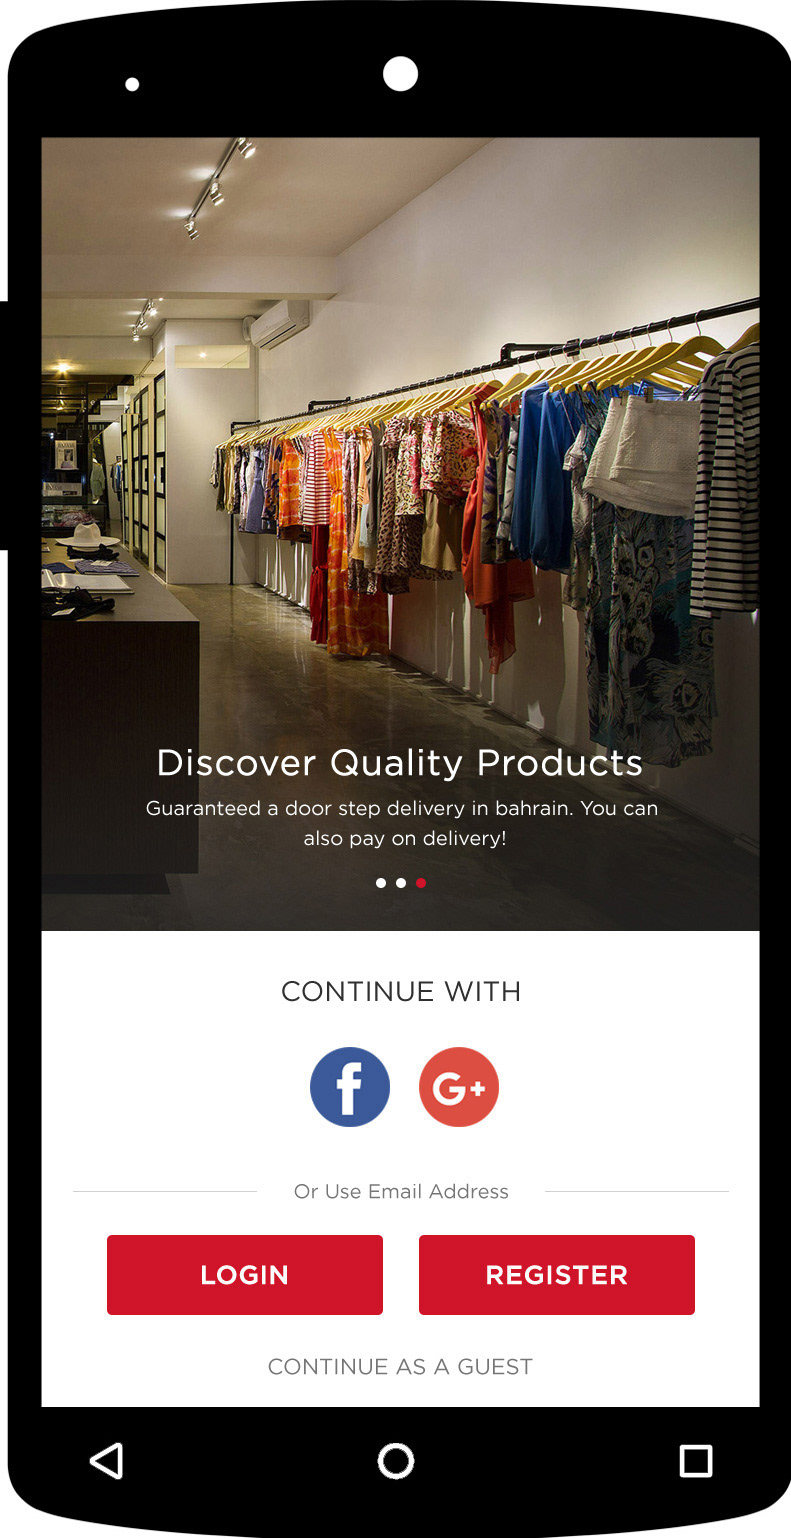 Discover Quality Products
Guaranteed a door step delivery in bahrain. You can
also pay on delivery!
CONTINUE WITH
f G+
Or Use Email Address
LOGIN REGISTER
CONTINUE AS A GUEST